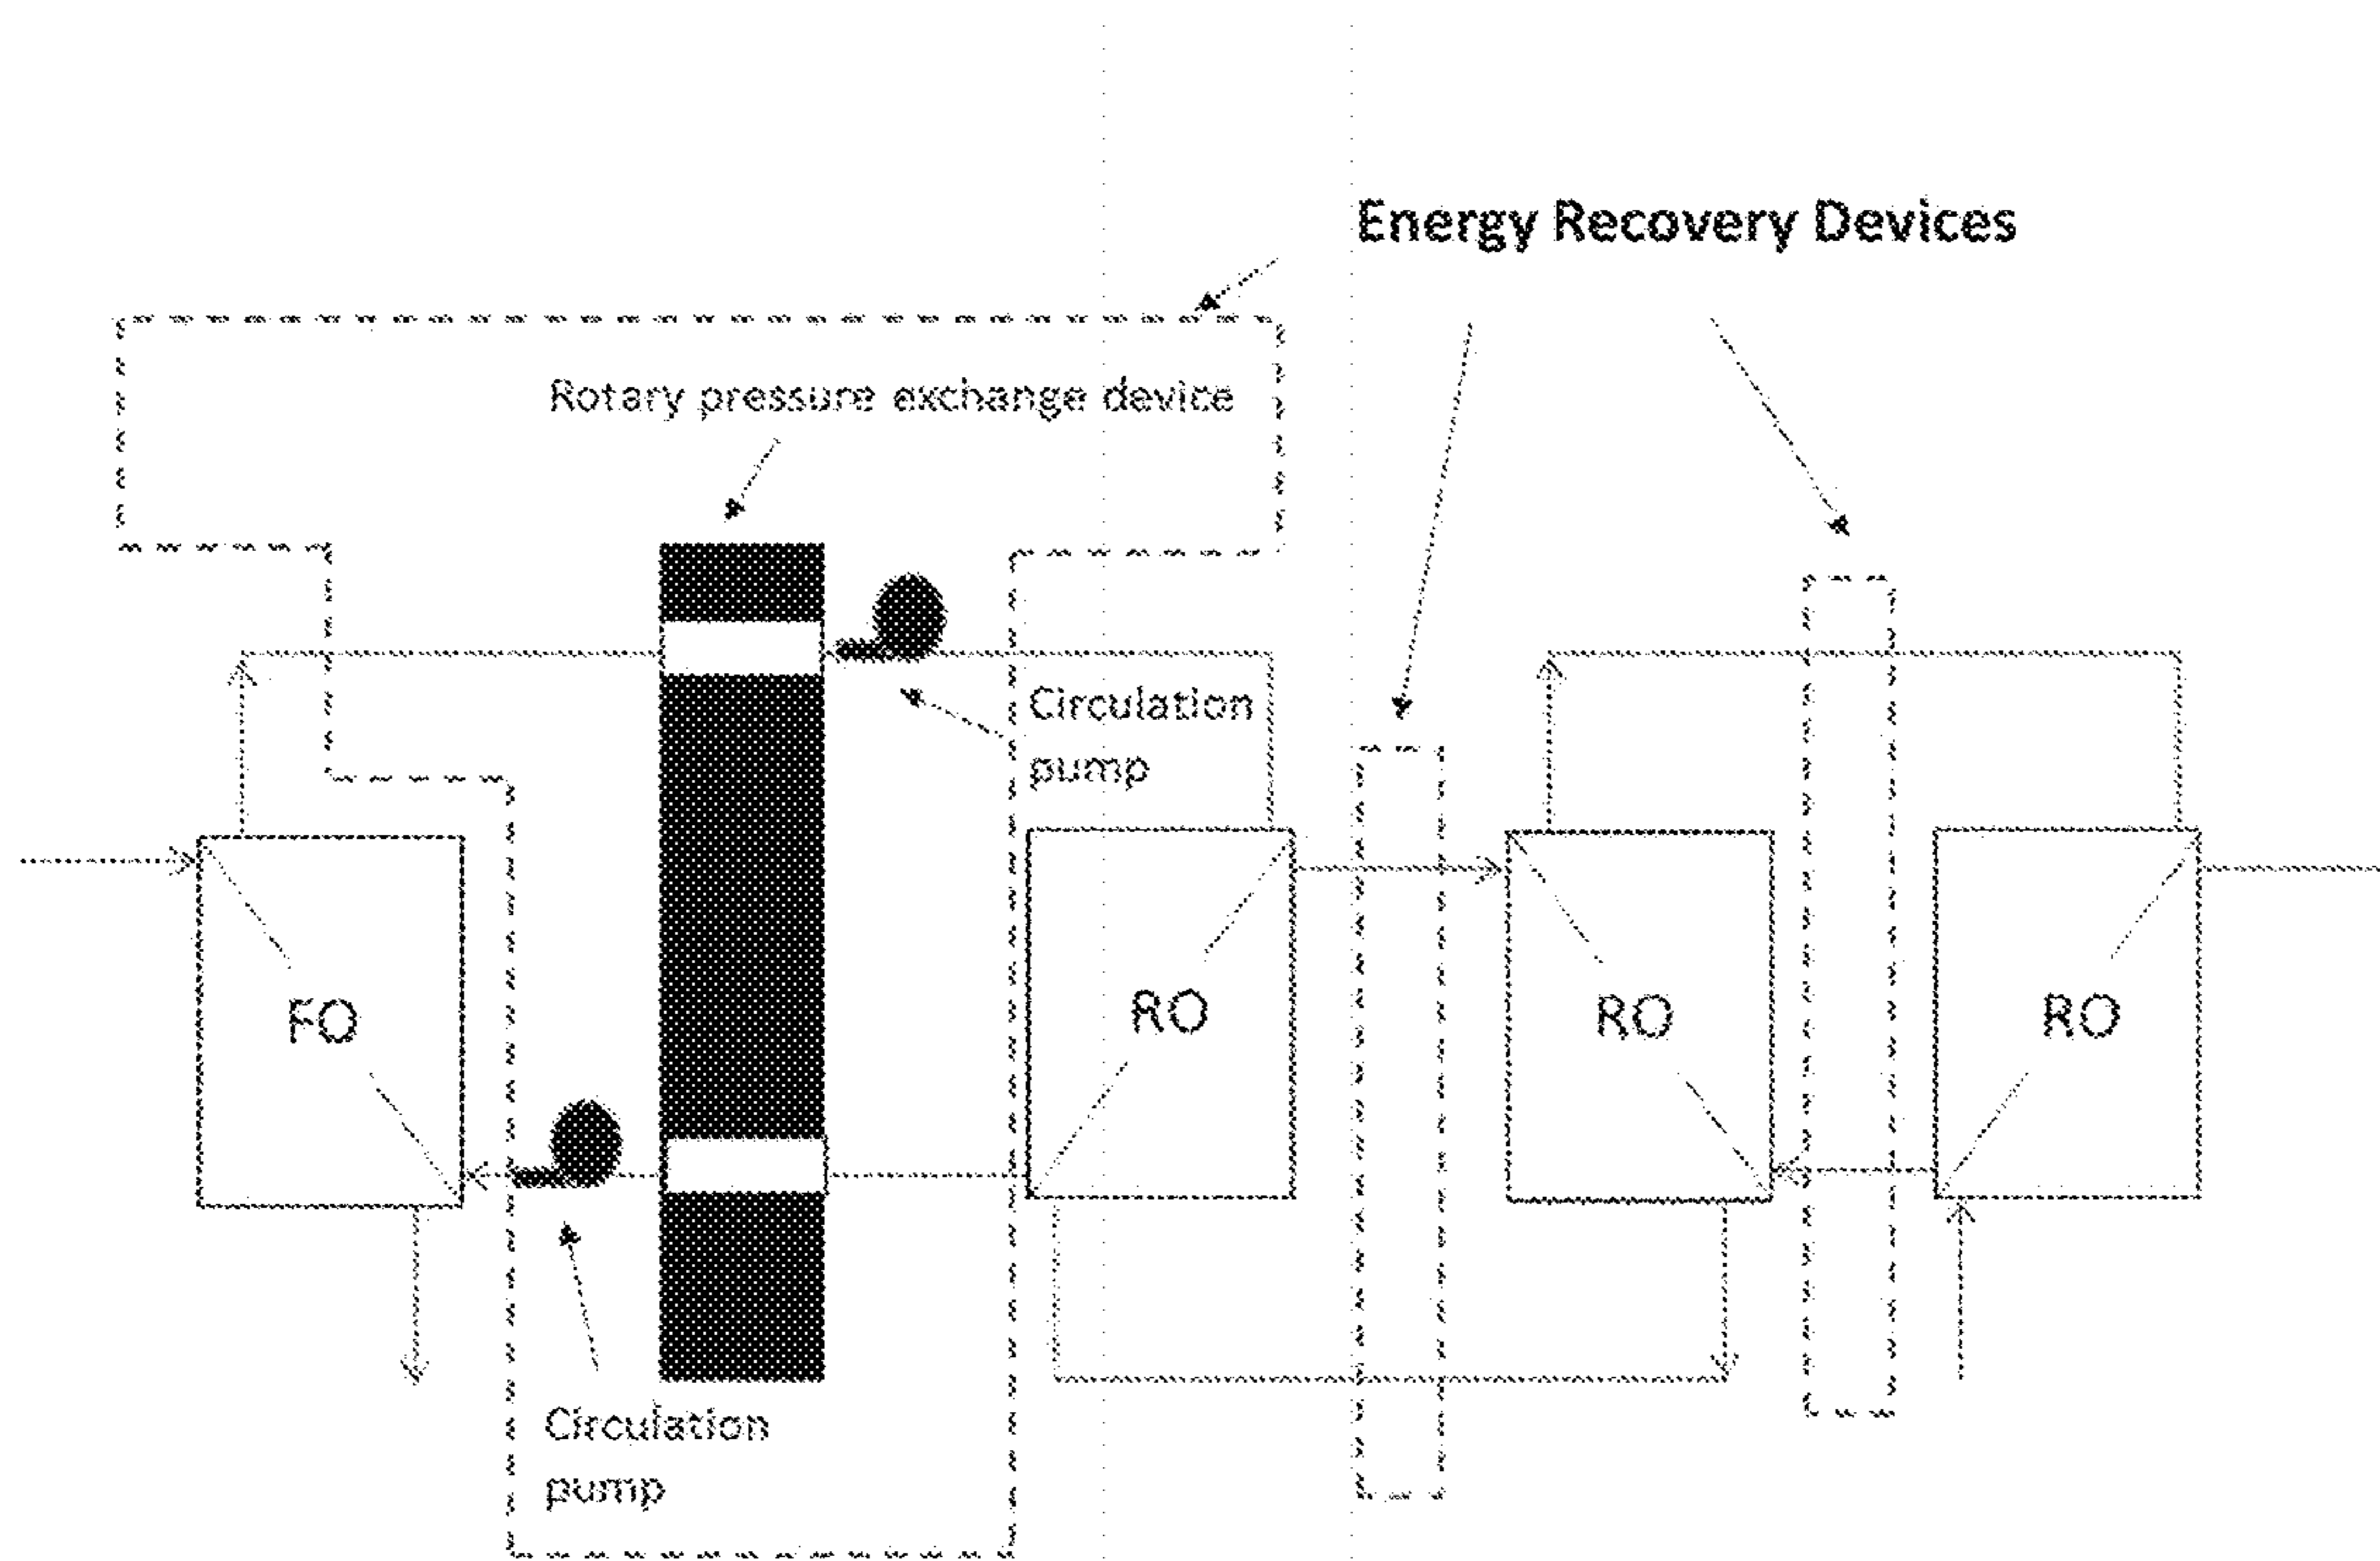 Energy Recovery Devices
Rotary pressure exchange device
Circulation
pump
FO
RO
RO
RO
Circulation
pump